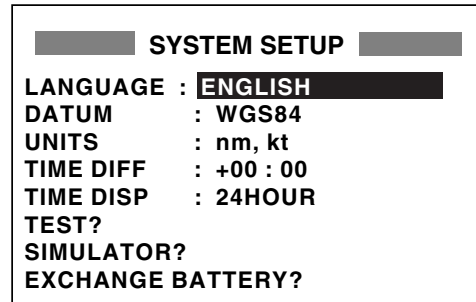 SYSTEM SETUP
LANGUAGE : ENGLISH
DATUM : WGS84
UNITS : nm, kt
TIME DIFF : +00 : 00
TIME DISP : 24HOUR
TEST?
SIMULATOR?
EXCHANGE BATTERY?